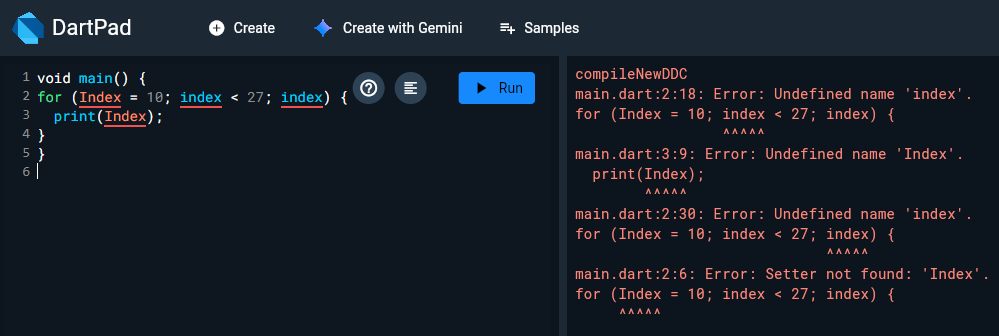 DartPad Create Create with Gemini Samples
1 void main() {
2 for (Index = 10; index < 27; index) {
3   print(Index);
4 }
5 }
6
Run
compileNewDDC
main.dart:2:18: Error: Undefined name 'index'.
for (Index = 10; index < 27; index) {
                 ^^^^^
main.dart:3:9: Error: Undefined name 'Index'.
  print(Index);
        ^^^^^
main.dart:2:30: Error: Undefined name 'index'.
for (Index = 10; index < 27; index) {
                             ^^^^^
main.dart:2:6: Error: Setter not found: 'Index'.
for (Index = 10; index < 27; index) {
     ^^^^^